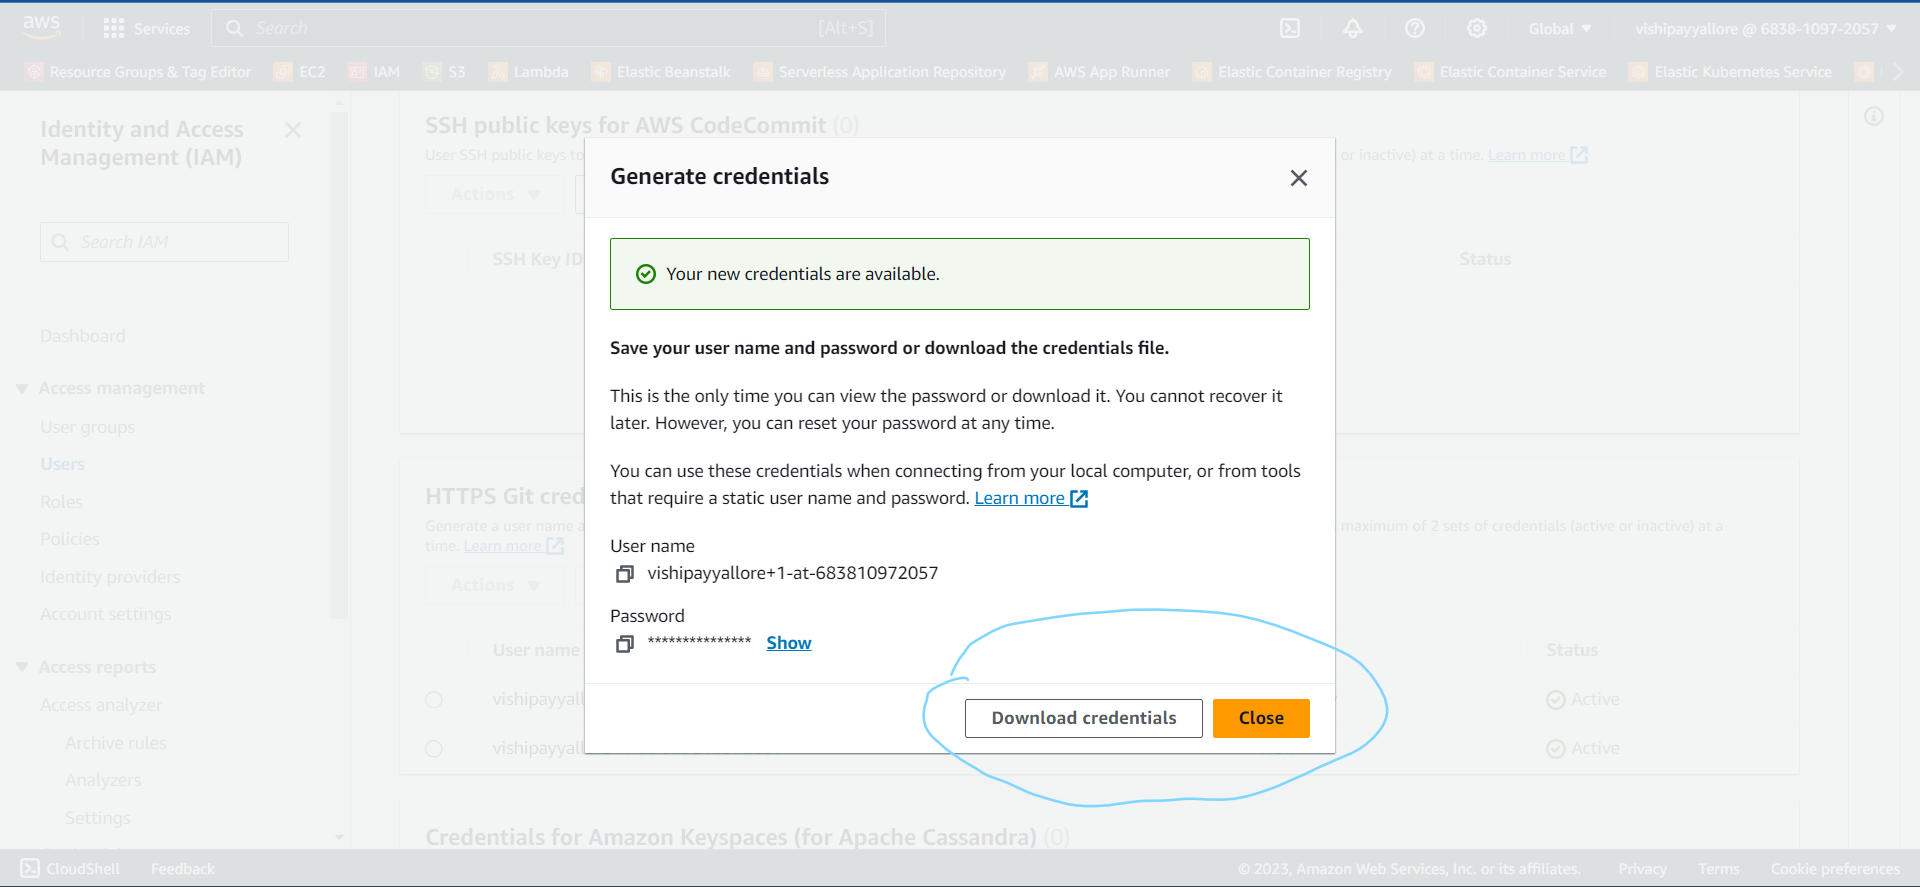 aws
Services
Search
[Alt+S]
Global
vishipayyallore @ 6838-1097-2057
Resource Groups & Tag Editor
EC2
IAM
S3
Lambda
Elastic Beanstalk
Serverless Application Repository
AWS App Runner
Elastic Container Registry
Elastic Container Service
Elastic Kubernetes Service
Identity and Access
Management (IAM)
Search IAM
Dashboard
Access management
User groups
Users
Roles
Policies
Identity providers
Account settings
Access reports
Access analyzer
Archive rules
Analyzers
Settings
SSH public keys for AWS CodeCommit (0)
User SSH public keys to
or inactive) at a time. Learn more
Actions
SSH Key ID
Status
HTTPS Git cred
Generate a user name a
maximum of 2 sets of credentials (active or inactive) at a
time. Learn more
Actions
User name
Status
vishipayyall
Active
vishipayyall
Active
Credentials for Amazon Keyspaces (for Apache Cassandra) (0)
Generate credentials
Your new credentials are available.
Save your user name and password or download the credentials file.
This is the only time you can view the password or download it. You cannot recover it
later. However, you can reset your password at any time.
You can use these credentials when connecting from your local computer, or from tools
that require a static user name and password. Learn more
User name
vishipayyallore+1-at-683810972057
Password
*************** Show
Download credentials
Close
CloudShell
Feedback
© 2023, Amazon Web Services, Inc. or its affiliates.
Privacy
Terms
Cookie preferences